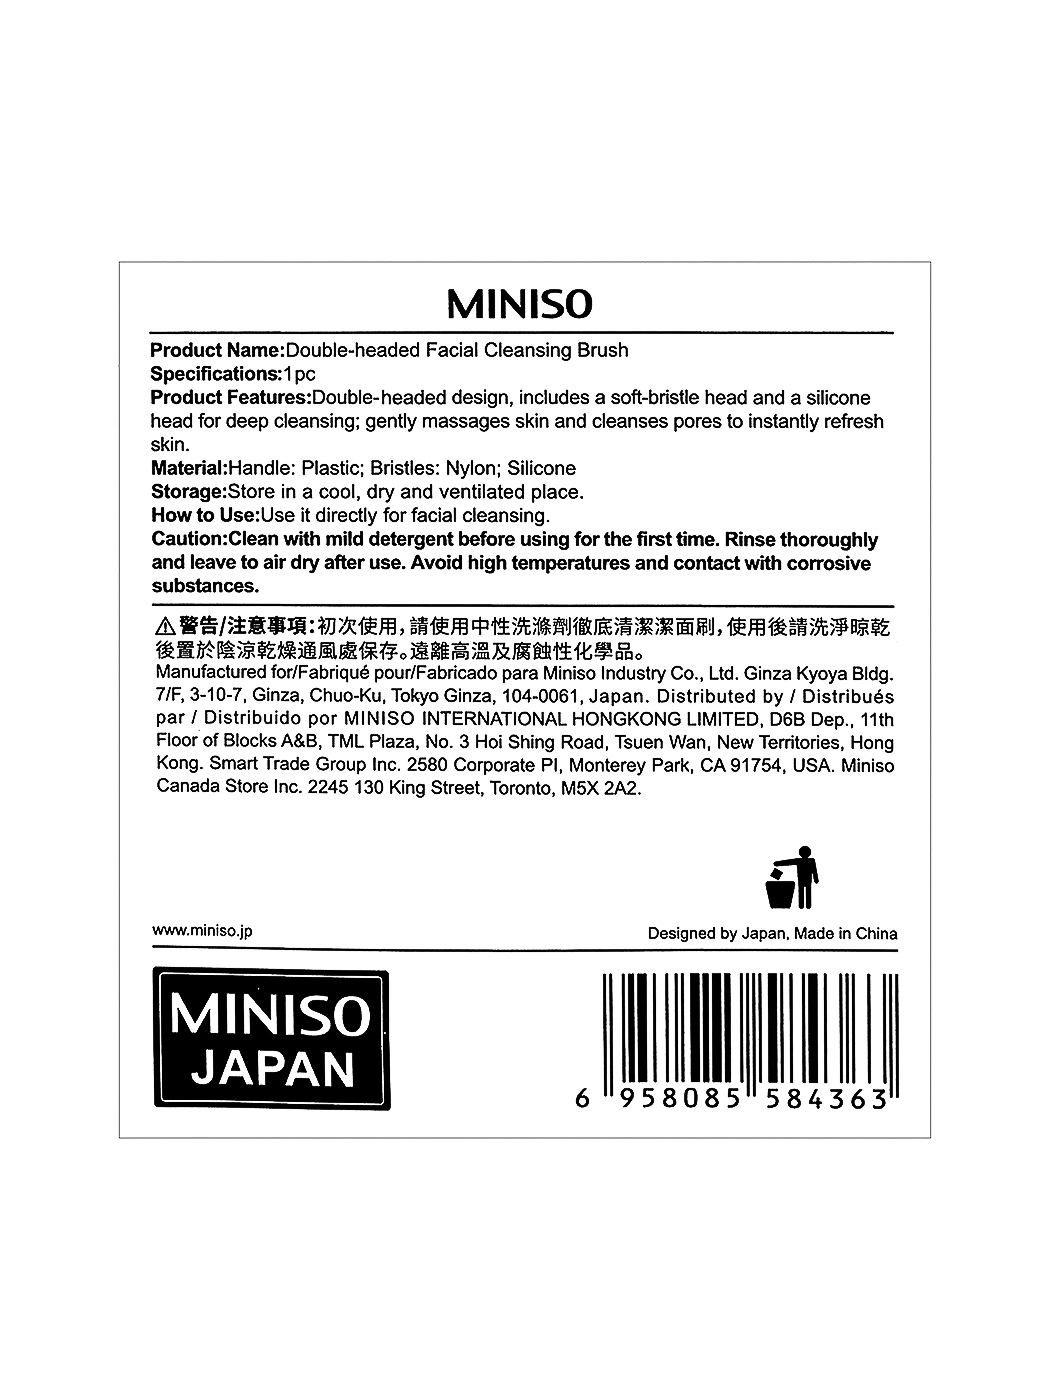 MINISO
Product Name:Double-headed Facial Cleansing Brush
Specifications:1 pc
Product Features:Double-headed design, includes a soft-bristle head and a silicone
head for deep cleansing; gently massages skin and cleanses pores to instantly refresh
skin.
Material:Handle: Plastic; Bristles: Nylon; Silicone
Storage:Store in a cool, dry and ventilated place.
How to Use:Use it directly for facial cleansing.
Caution:Clean with mild detergent before using for the first time. Rinse thoroughly
and leave to air dry after use. Avoid high temperatures and contact with corrosive
substances.
⚠警告/注意事項:初次使用,請使用中性洗滌劑徹底清潔潔面刷,使用後請洗淨晾乾
後置於陰涼乾燥通風處保存。遠離高溫及腐蝕性化學品。
Manufactured for/Fabriqué pour/Fabricado para Miniso Industry Co., Ltd. Ginza Kyoya Bldg.
7/F, 3-10-7, Ginza, Chuo-Ku, Tokyo Ginza, 104-0061, Japan. Distributed by / Distribués
par / Distribuido por MINISO INTERNATIONAL HONGKONG LIMITED, D6B Dep., 11th
Floor of Blocks A&B, TML Plaza, No. 3 Hoi Shing Road, Tsuen Wan, New Territories, Hong
Kong. Smart Trade Group Inc. 2580 Corporate Pl, Monterey Park, CA 91754, USA. Miniso
Canada Store Inc. 2245 130 King Street, Toronto, M5X 2A2.
www.miniso.jp
Designed by Japan, Made in China
MINISO
JAPAN
6 958085 584363